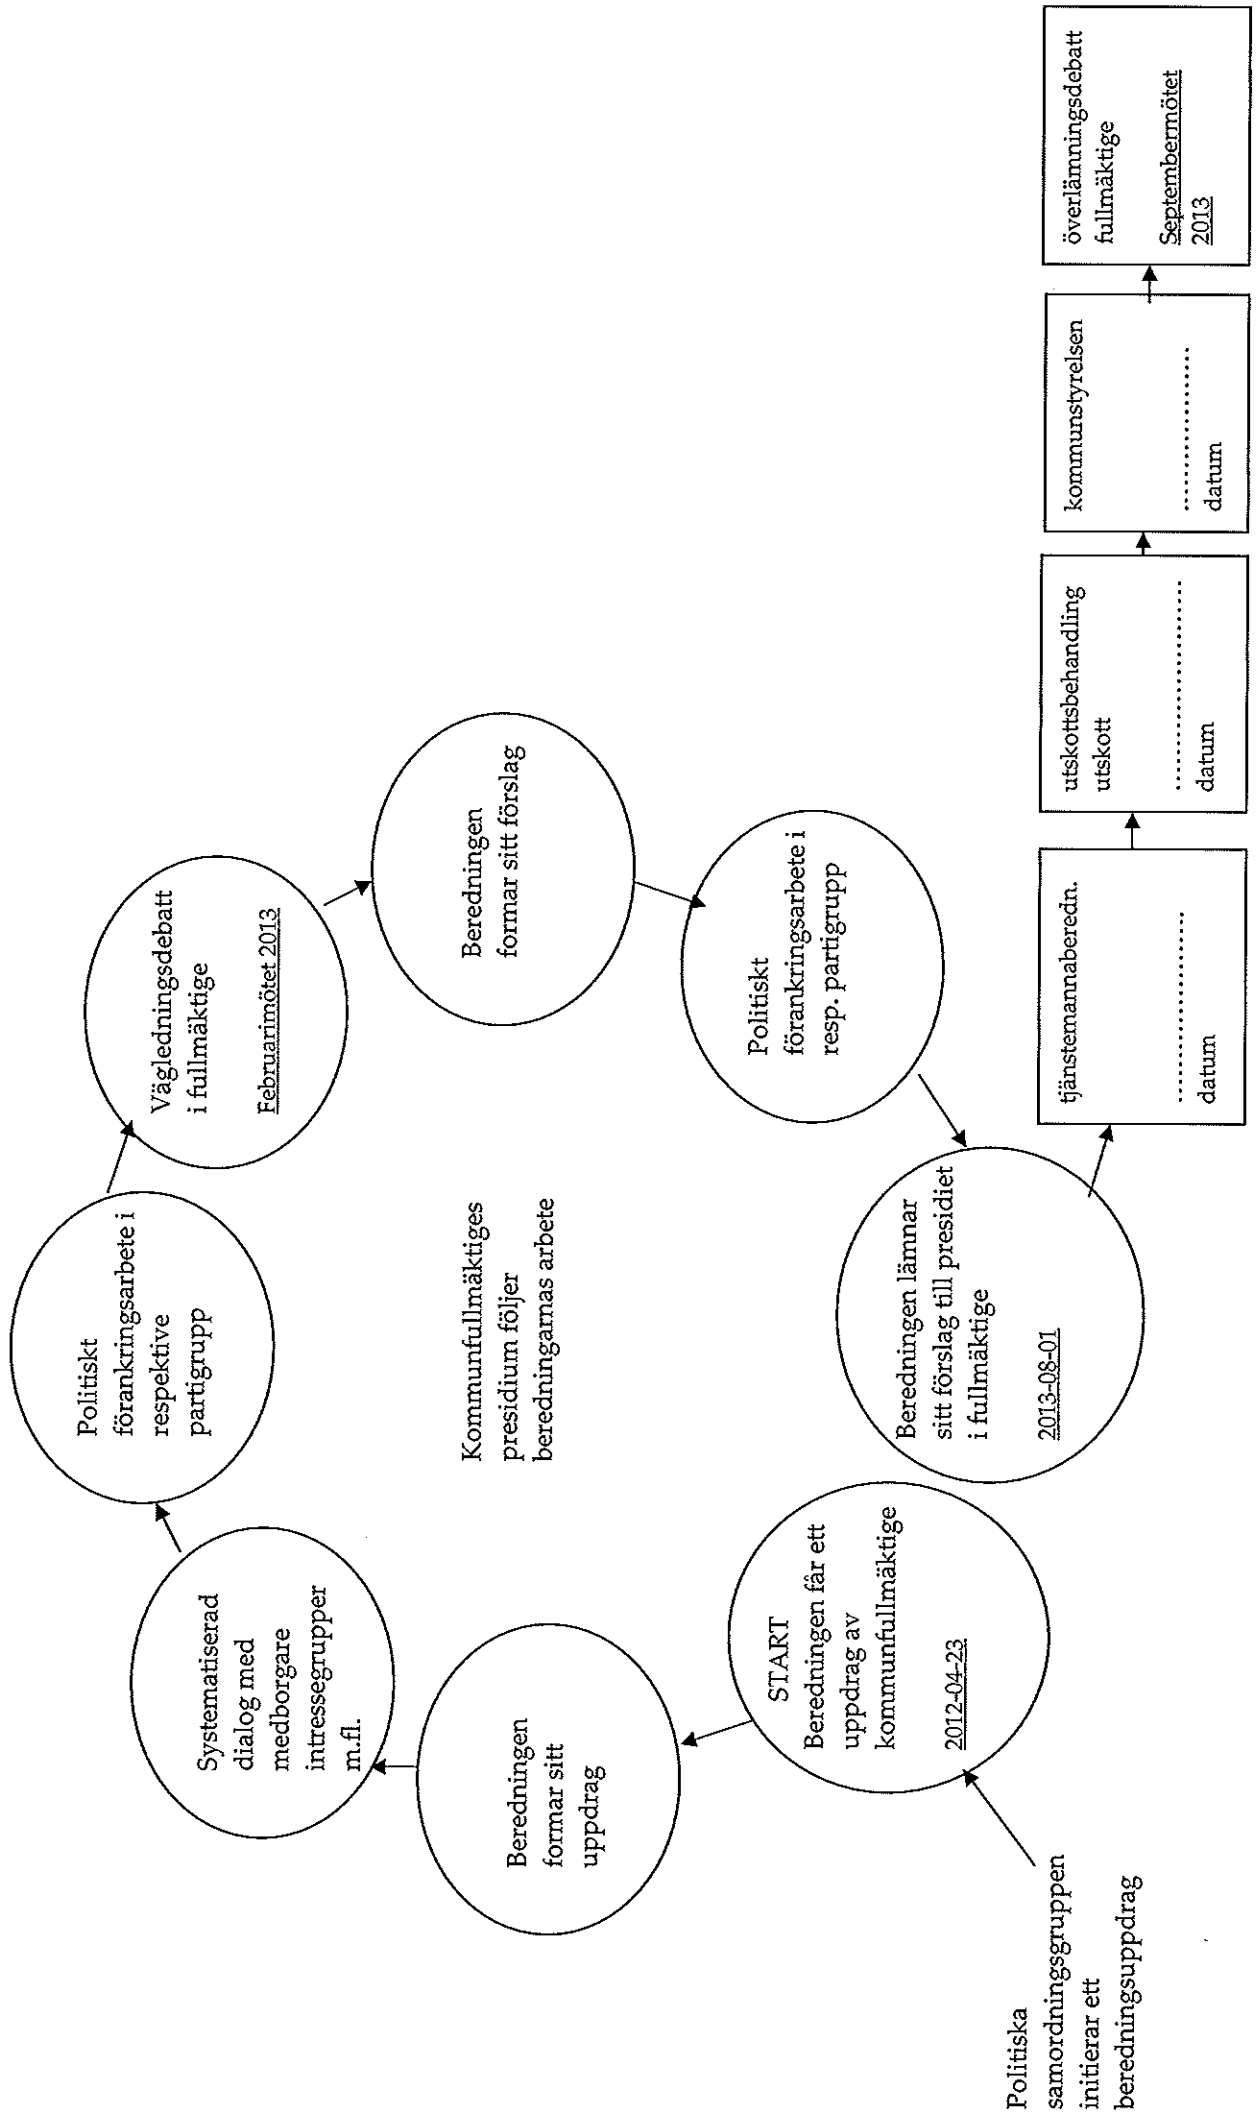 Politiska
samordningsgruppen
initierar ett
beredningsuppdrag
START
Beredningen får ett
uppdrag av
kommunfullmäktige
2012-04-23
Beredningen
formar sitt
uppdrag
Systematiserad
dialog med
medborgare
intressegrupper
m.fl.
Politiskt
förankringsarbete i
respektive
partigrupp
Vägledningsdebatt
i fullmäktige
Februarimötet 2013
Beredningen
formar sitt förslag
Politiskt
förankringsarbete i
resp. partigrupp
Beredningen lämnar
sitt förslag till presidiet
i fullmäktige
2013-08-01
Kommunfullmäktiges
presidium följer
beredningarnas arbete
tjänstemannaberedn.
............................
datum
utskottsbehandling
utskott
................................
datum
kommunstyrelsen
......................
datum
överlämningsdebatt
fullmäktige
Septembermötet
2013